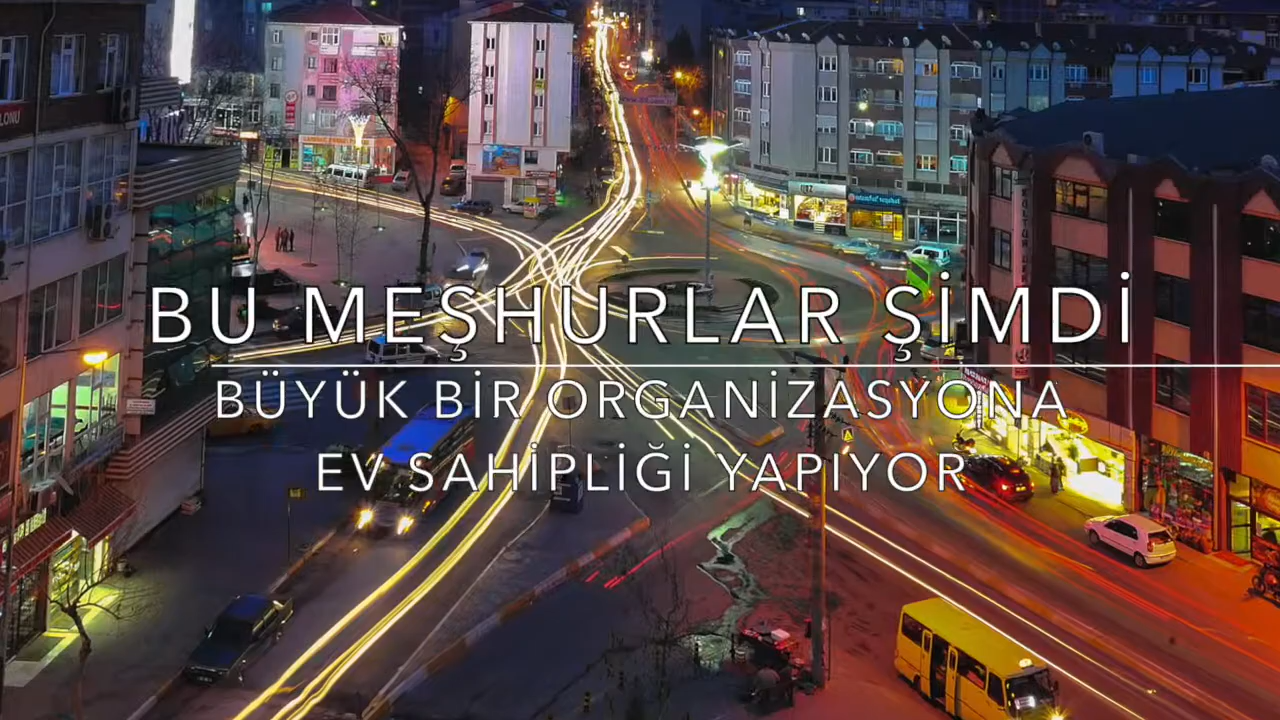 BU MEŞHURLAR ŞİMDİ
BÜYÜK BİR ORGANİZASYONA
EV SAHİPLİĞİ YAPIYOR